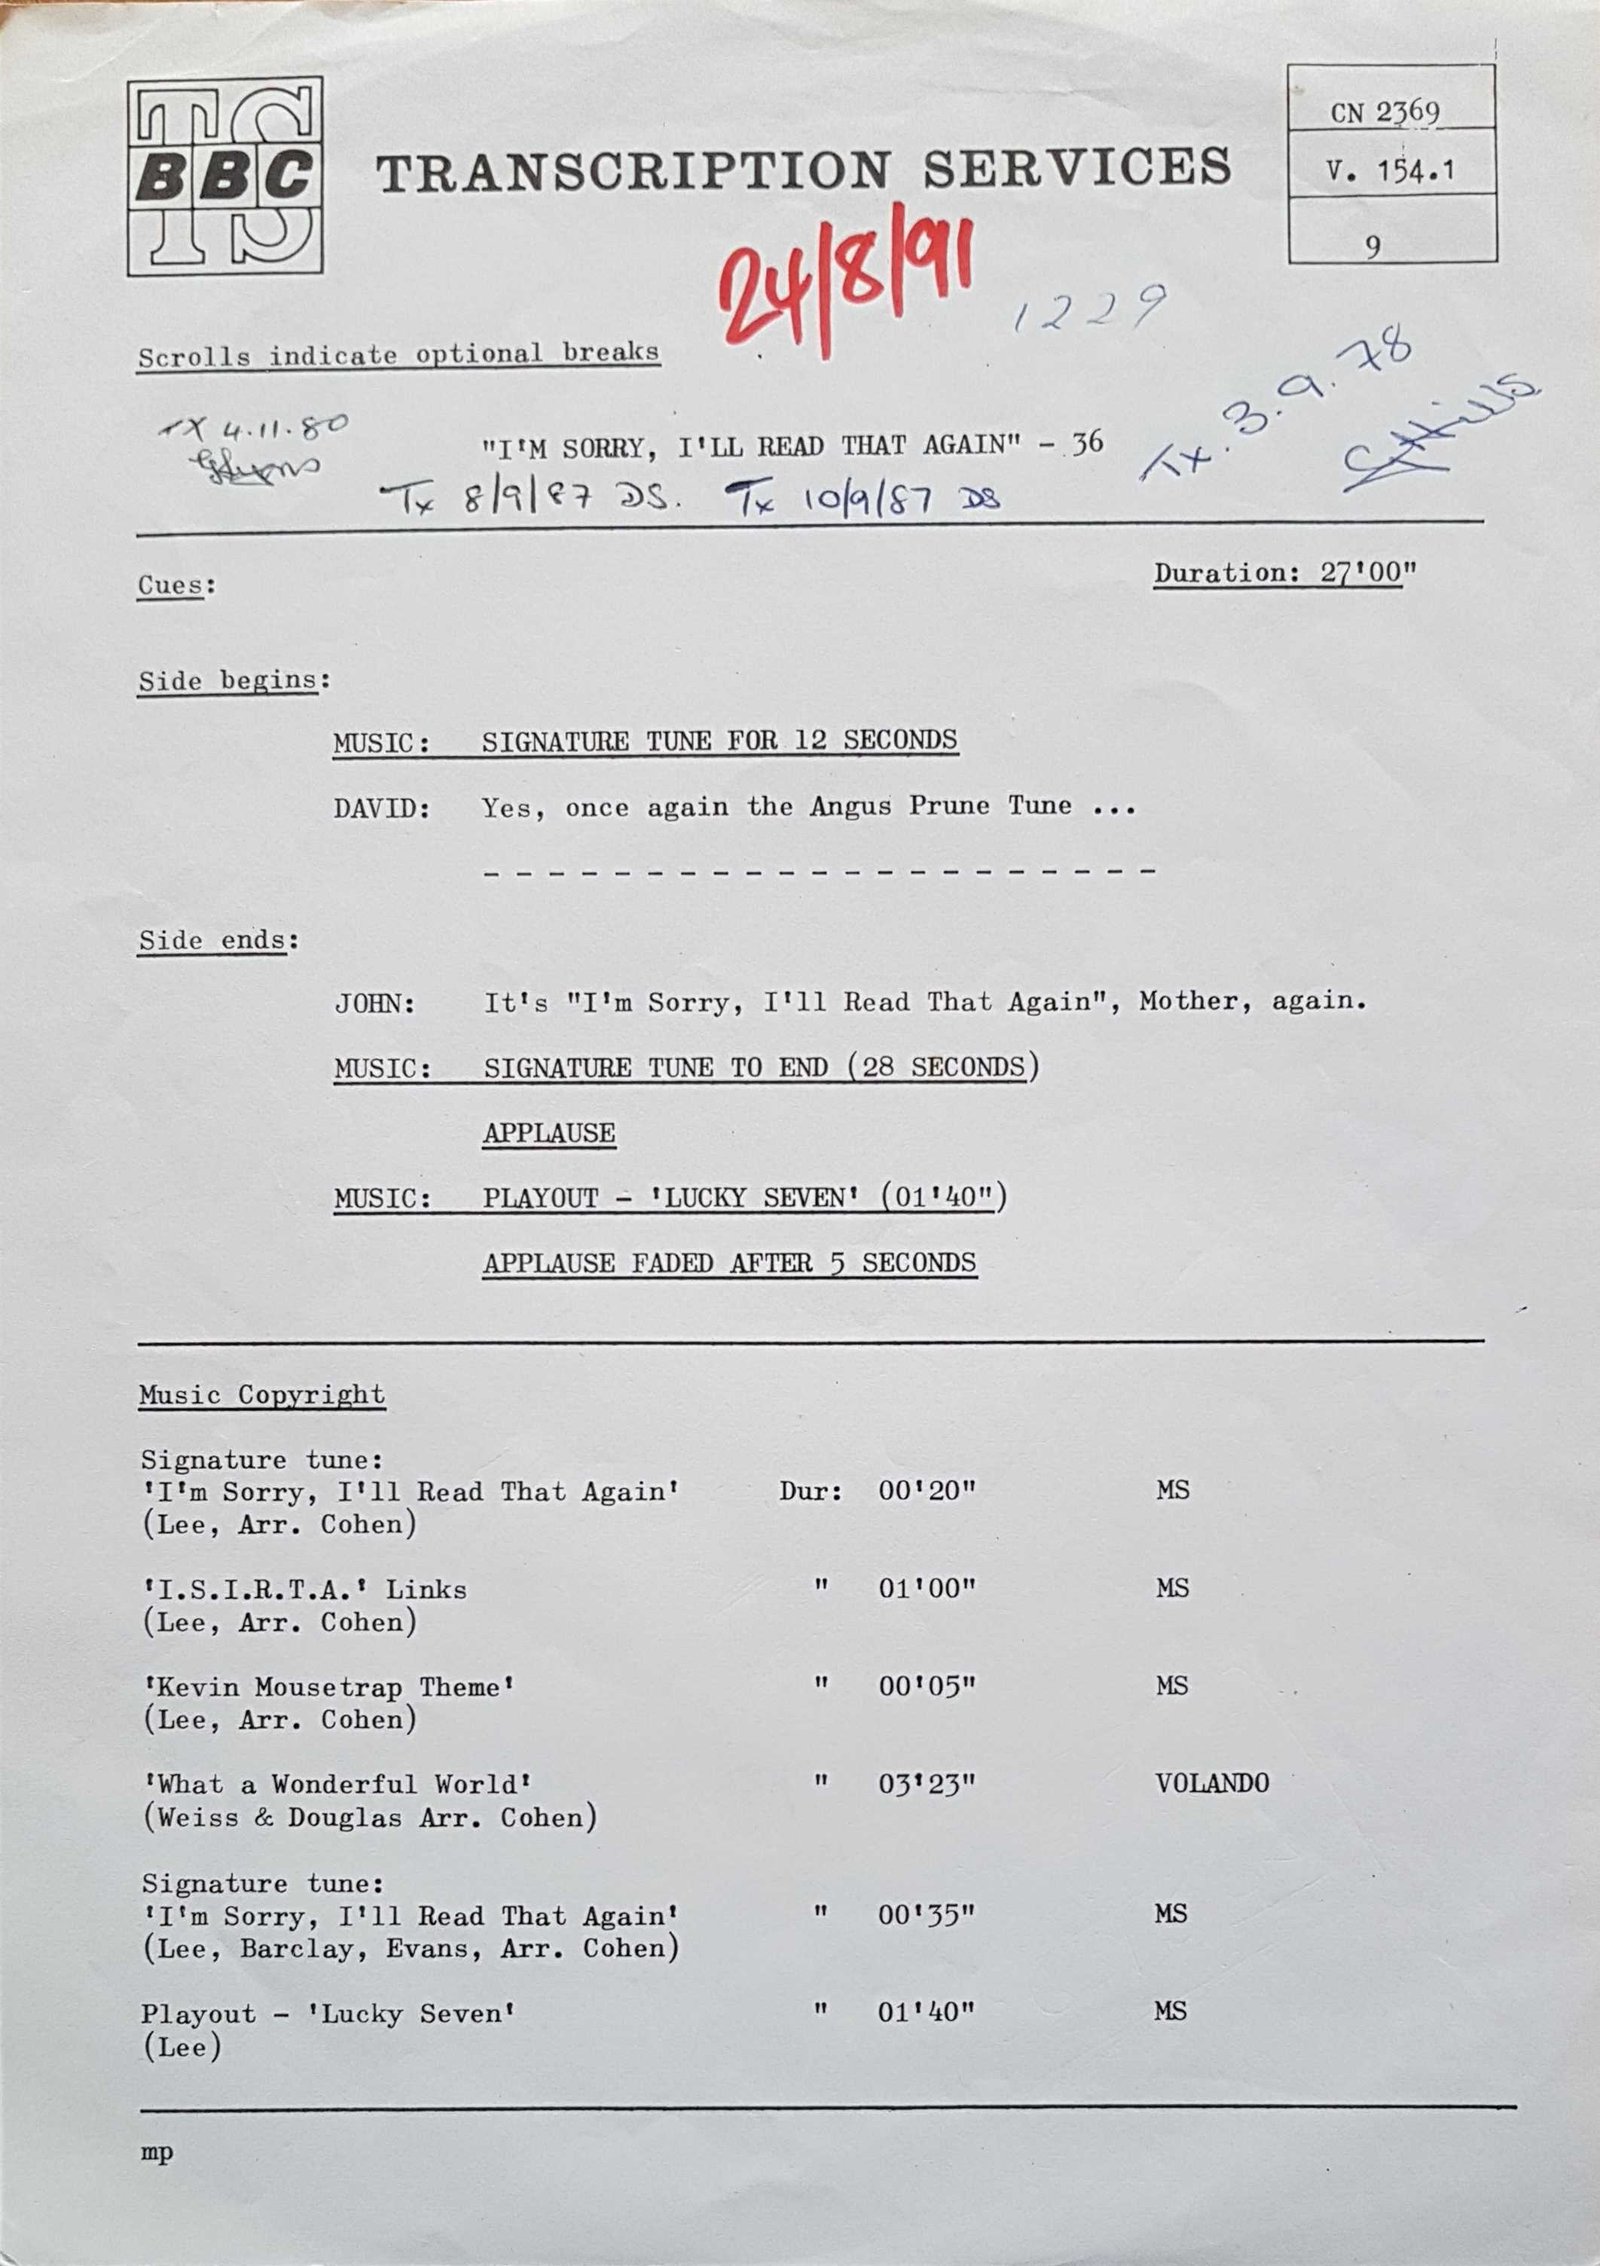 TS
BBC
TS
TRANSCRIPTION SERVICES
CN 2369
V. 154.1
9
24/8/91
1229
Scrolls indicate optional breaks
TX 4.11.80
Tx. 3.9.78
"I'M SORRY, I'LL READ THAT AGAIN" - 36
Tx 8/9/87 DS. Tx 10/9/87 DS
Cues:
Duration: 27'00"
Side begins:
MUSIC: SIGNATURE TUNE FOR 12 SECONDS
DAVID: Yes, once again the Angus Prune Tune ...
- - - - - - - - - - - - - - - - - - - - -
Side ends:
JOHN: It's "I'm Sorry, I'll Read That Again", Mother, again.
MUSIC: SIGNATURE TUNE TO END (28 SECONDS)
APPLAUSE
MUSIC: PLAYOUT - 'LUCKY SEVEN' (01'40")
APPLAUSE FADED AFTER 5 SECONDS
Music Copyright
Signature tune:
'I'm Sorry, I'll Read That Again' Dur: 00'20" MS
(Lee, Arr. Cohen)
'I.S.I.R.T.A.' Links " 01'00" MS
(Lee, Arr. Cohen)
'Kevin Mousetrap Theme' " 00'05" MS
(Lee, Arr. Cohen)
'What a Wonderful World' " 03'23" VOLANDO
(Weiss & Douglas Arr. Cohen)
Signature tune:
'I'm Sorry, I'll Read That Again' " 00'35" MS
(Lee, Barclay, Evans, Arr. Cohen)
Playout - 'Lucky Seven' " 01'40" MS
(Lee)
mp